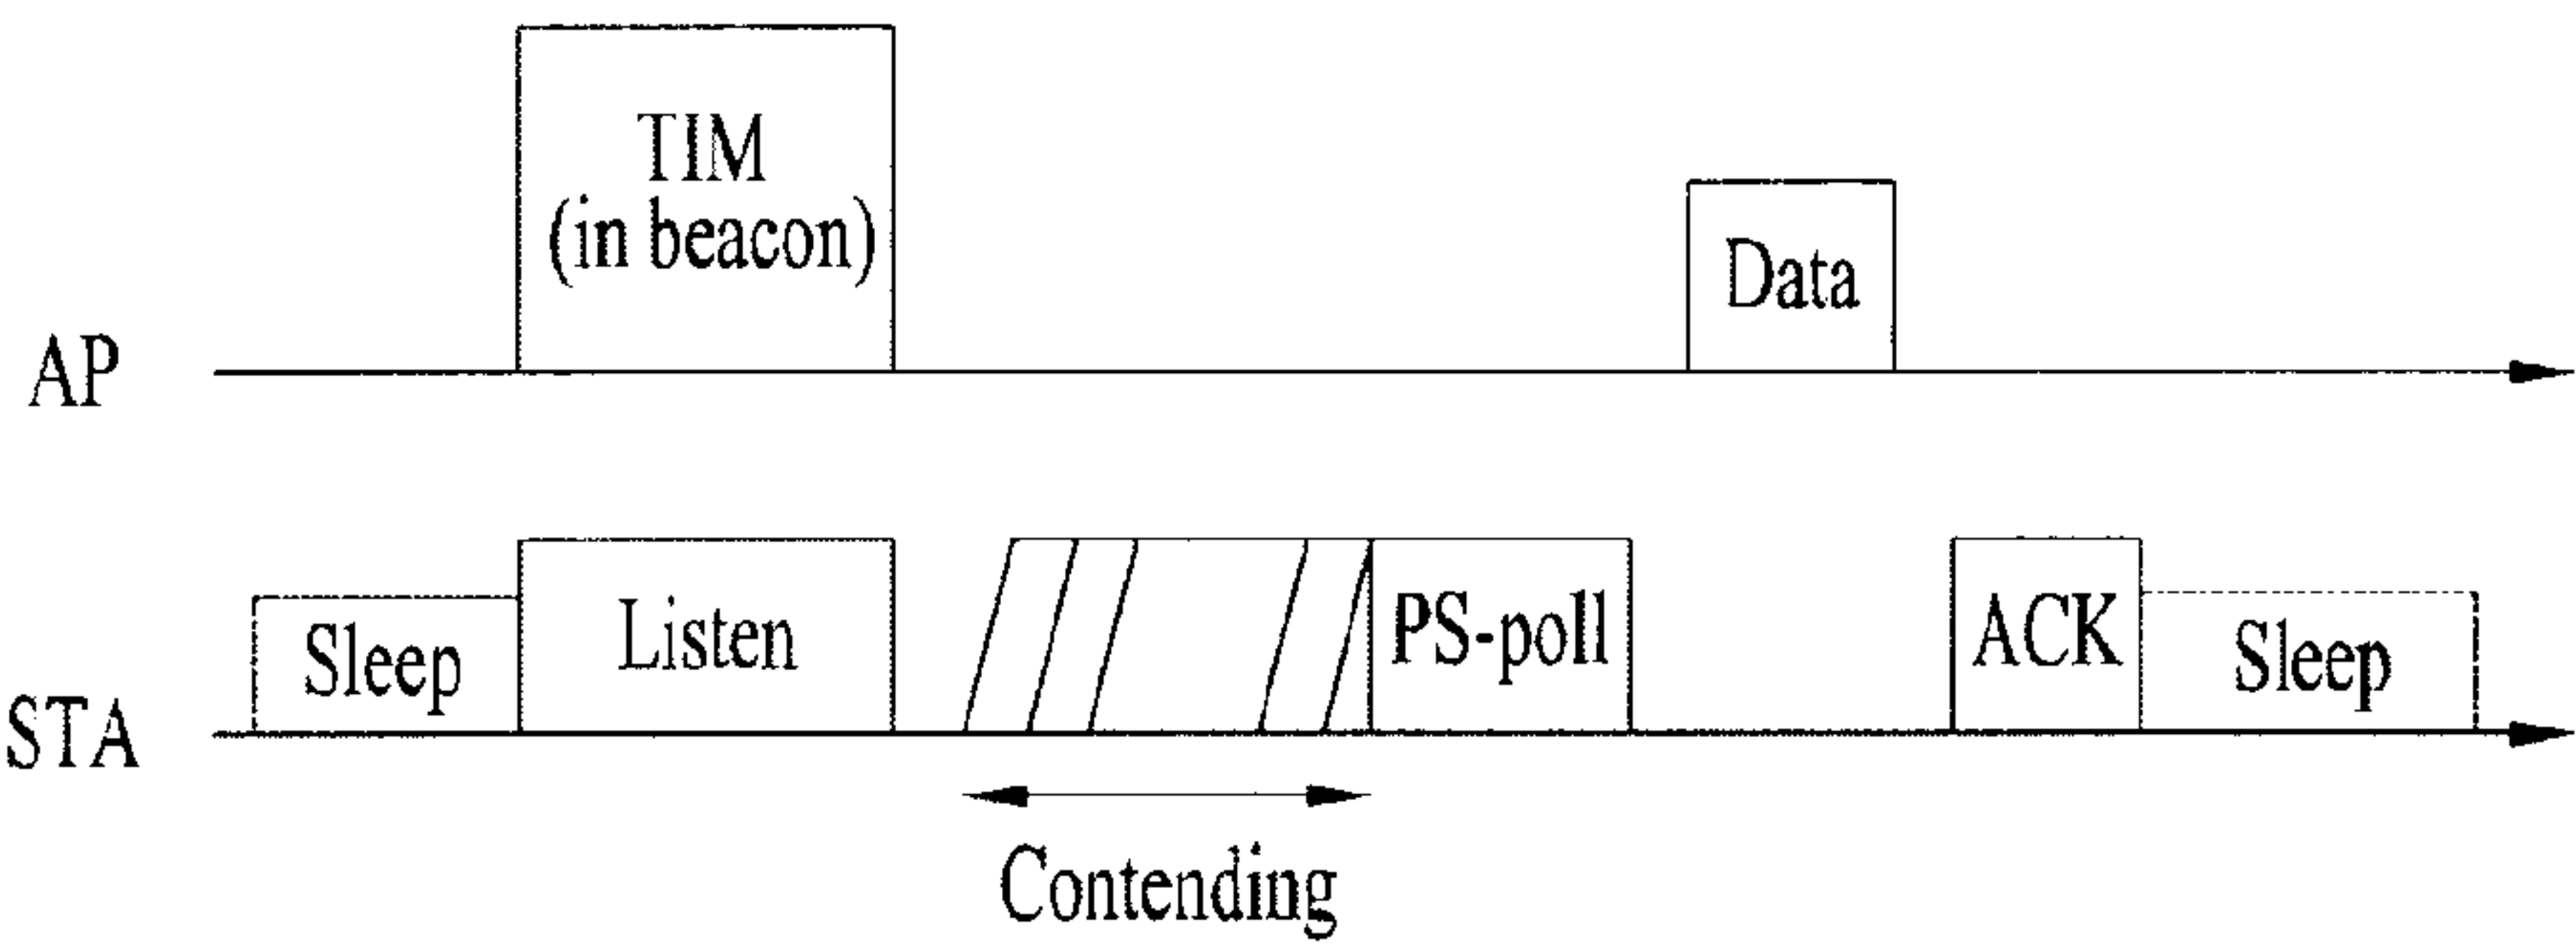 TIM
(in beacon)
Data
AP
Sleep
Listen
PS-poll
ACK
Sleep
STA
Contending